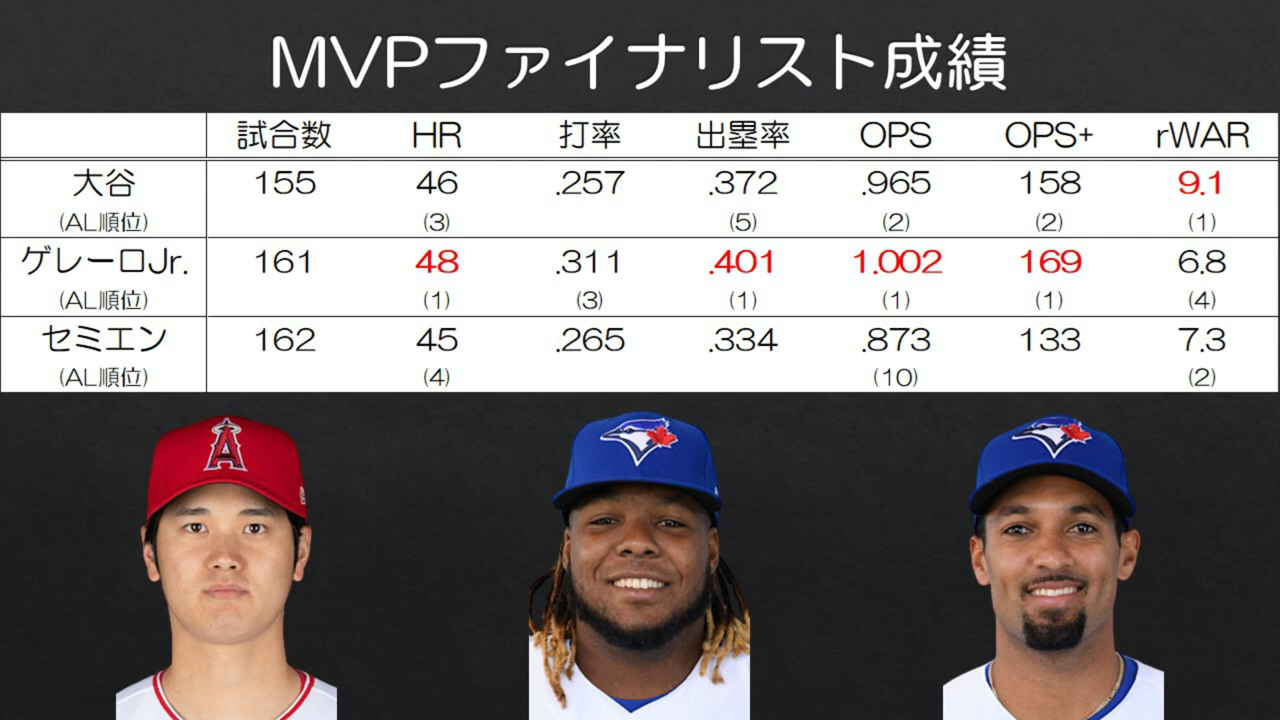 MVPファイナリスト成績
試合数 HR 打率 出塁率 OPS OPS+ rWAR
大谷 155 46 .257 .372 .965 158 9.1
(AL順位) (3) (5) (2) (2) (1)
ゲレーロJr. 161 48 .311 .401 1.002 169 6.8
(AL順位) (1) (3) (1) (1) (1) (4)
セミエン 162 45 .265 .334 .873 133 7.3
(AL順位) (4) (10) (2)
A